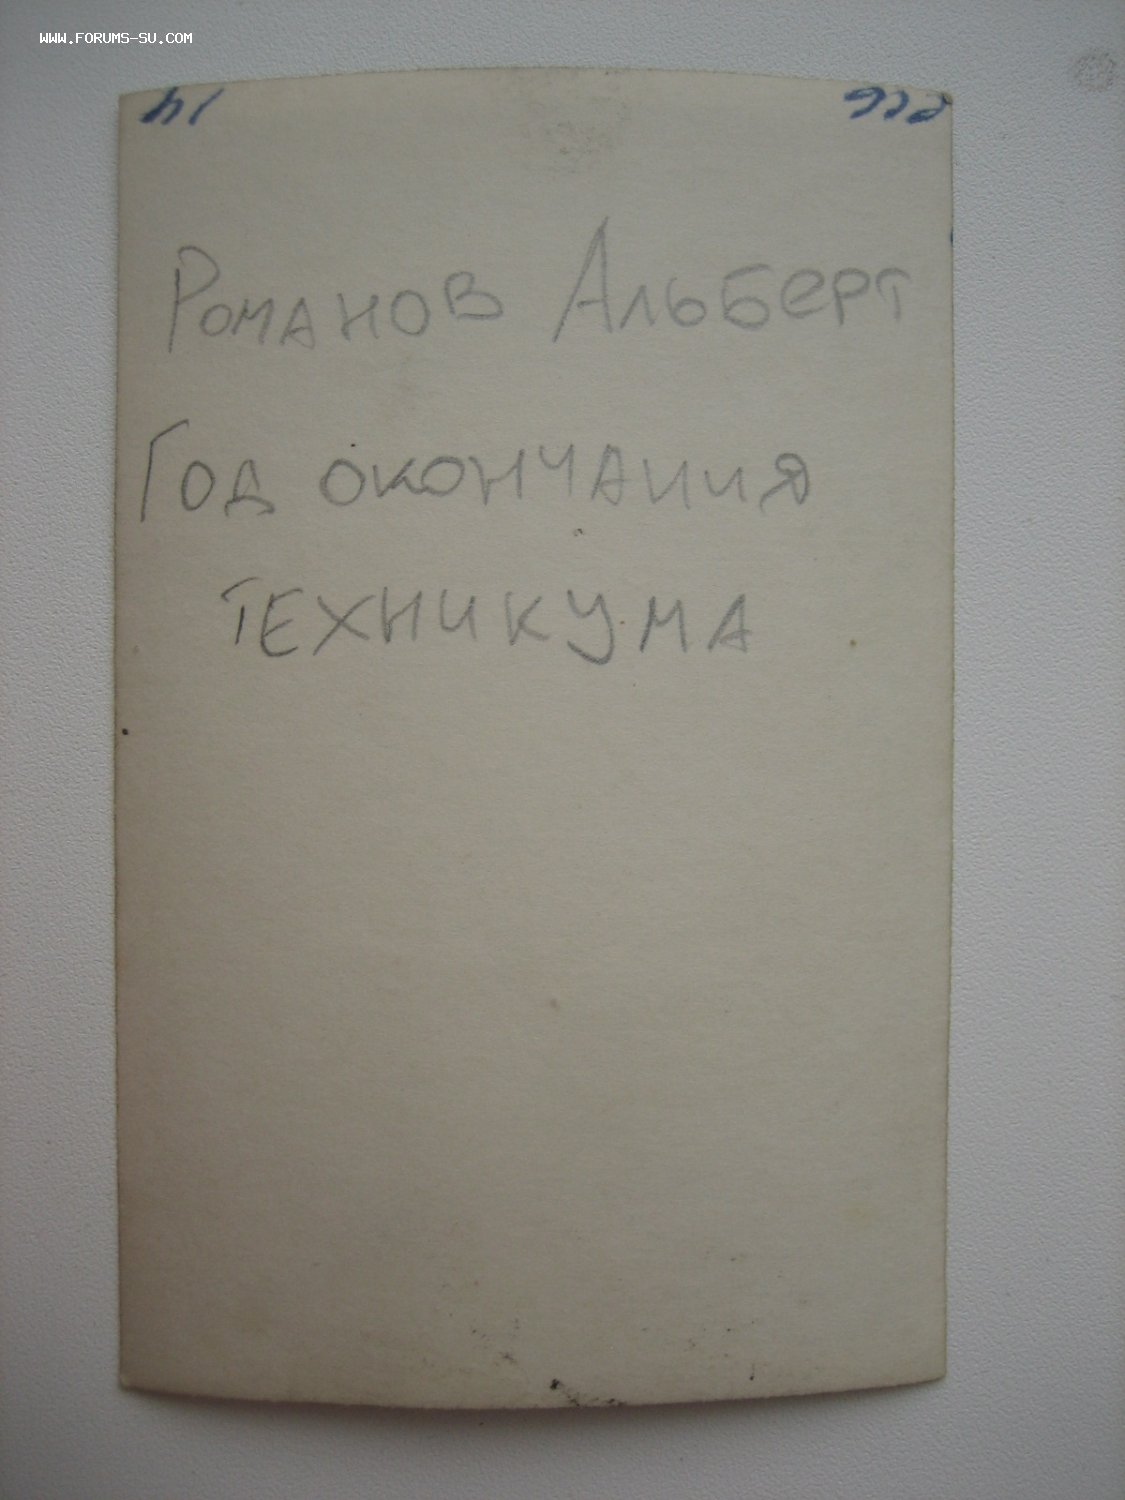 WWW.FORUMS-SU.COM
Романов Альберт
Год окончания
ТЕХНИКУМА